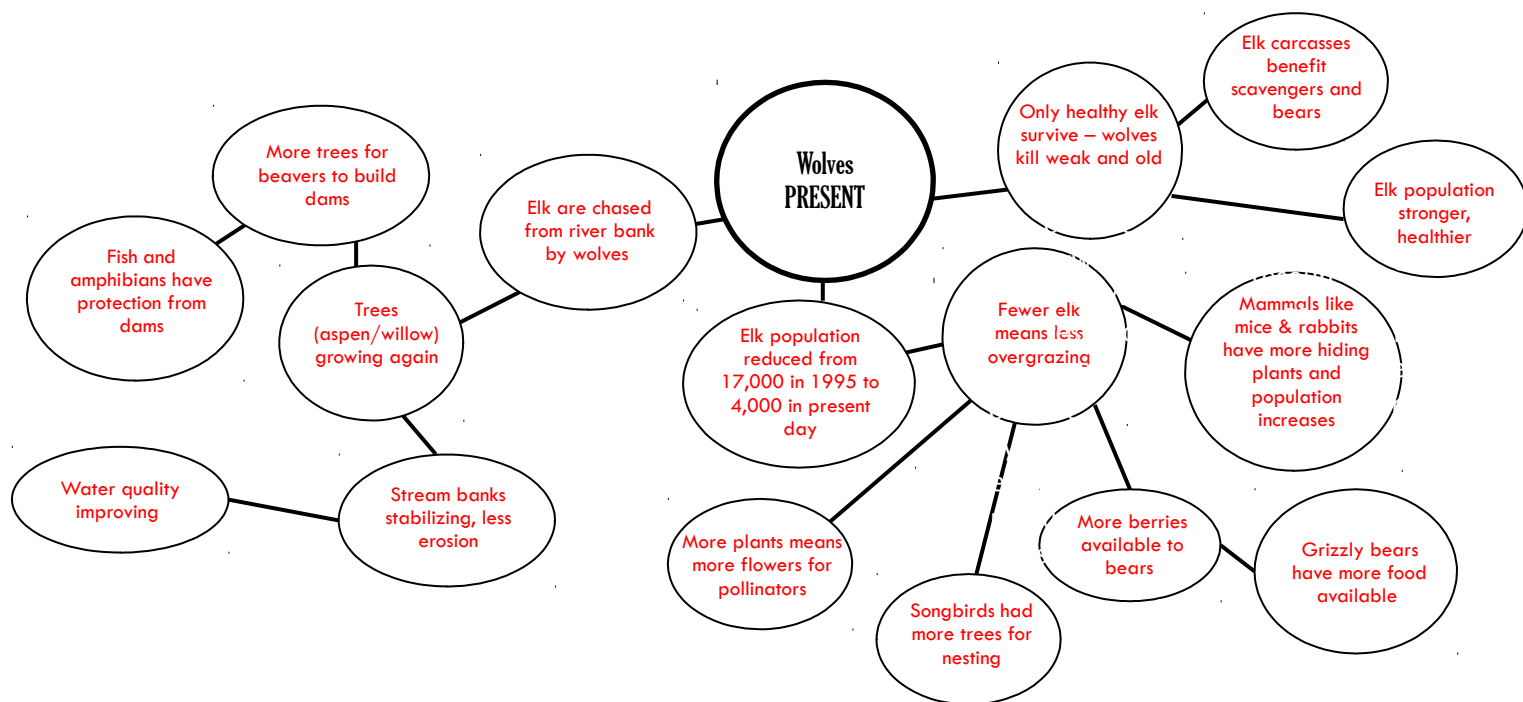 Wolves
PRESENT
Elk are chased
from river bank
by wolves
Trees
(aspen/willow)
growing again
More trees for
beavers to build
dams
Fish and
amphibians have
protection from
dams
Stream banks
stabilizing, less
erosion
Water quality
improving
Only healthy elk
survive – wolves
kill weak and old
Elk carcasses
benefit
scavengers and
bears
Elk population
stronger,
healthier
Elk population
reduced from
17,000 in 1995 to
4,000 in present
day
Fewer elk
means less
overgrazing
Mammals like
mice & rabbits
have more hiding
plants and
population
increases
More plants means
more flowers for
pollinators
Songbirds had
more trees for
nesting
More berries
available to
bears
Grizzly bears
have more food
available